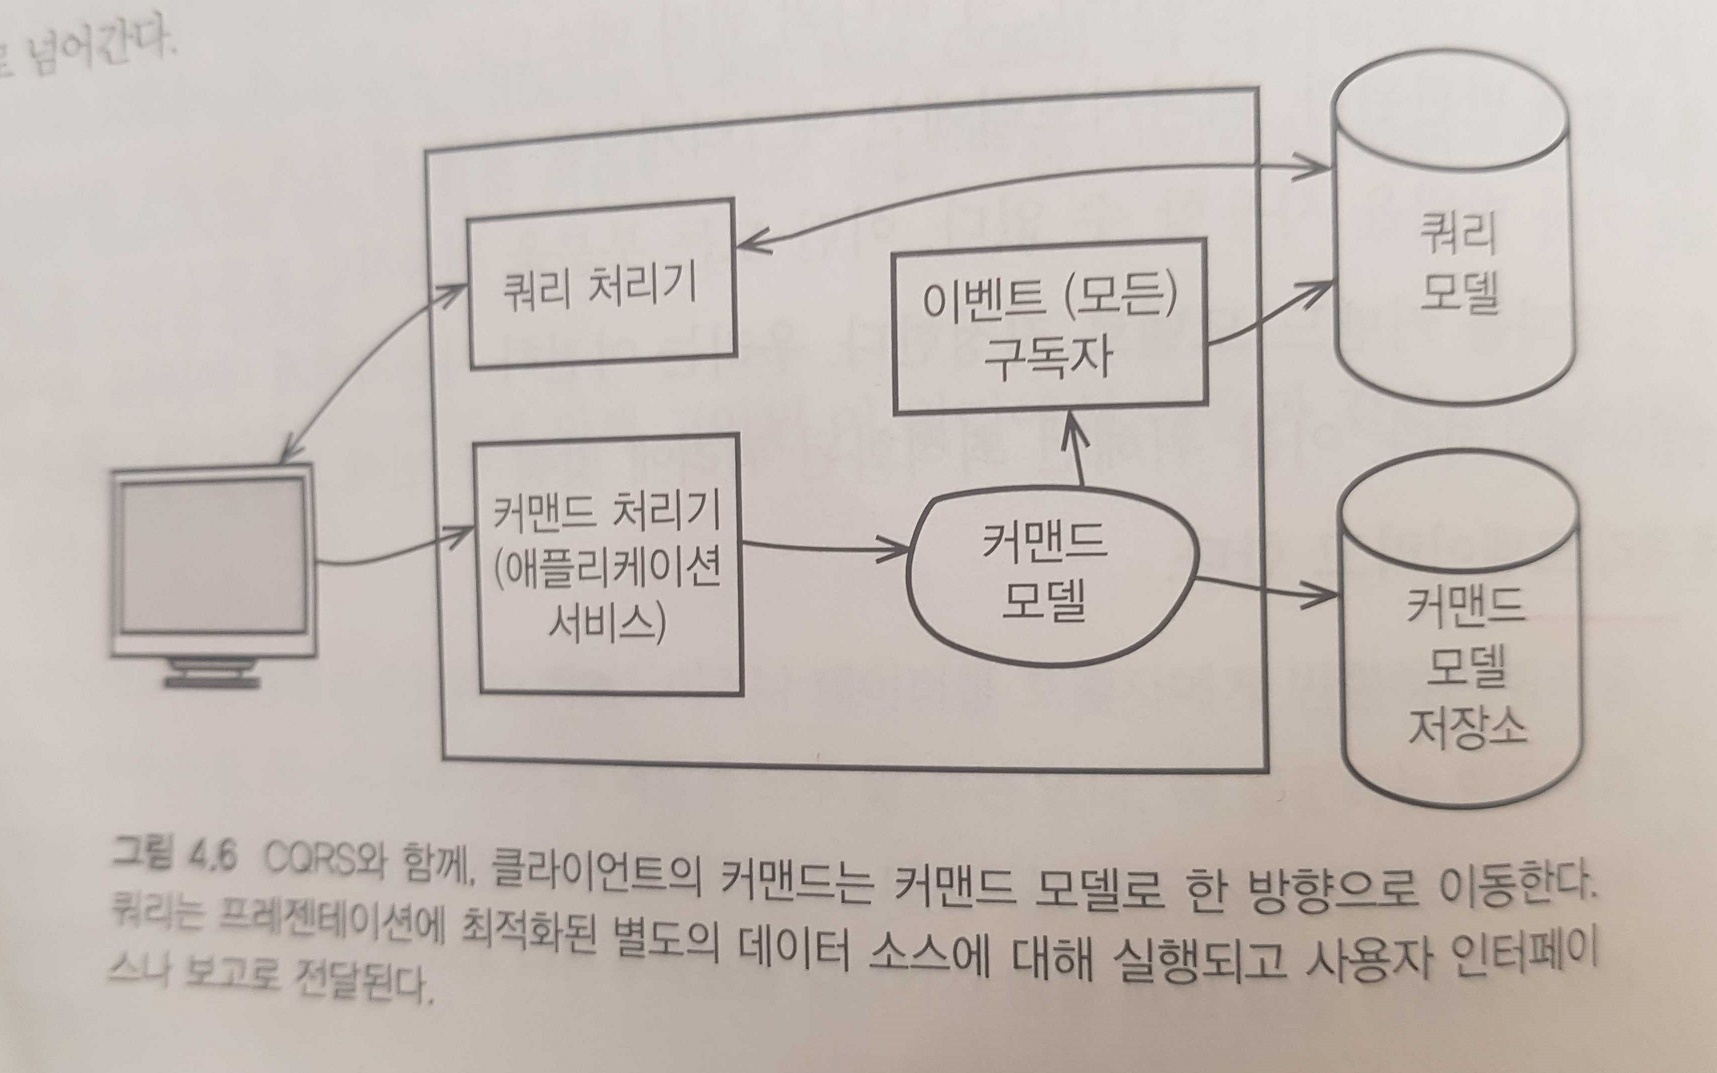 로 넘어간다.
쿼리 처리기
이벤트 (모든)
구독자
쿼리
모델
커맨드 처리기
(애플리케이션
서비스)
커맨드
모델
커맨드
모델
저장소
그림 4.6 CQRS와 함께, 클라이언트의 커맨드는 커맨드 모델로 한 방향으로 이동한다.
쿼리는 프레젠테이션에 최적화된 별도의 데이터 소스에 대해 실행되고 사용자 인터페이
스나 보고로 전달된다.